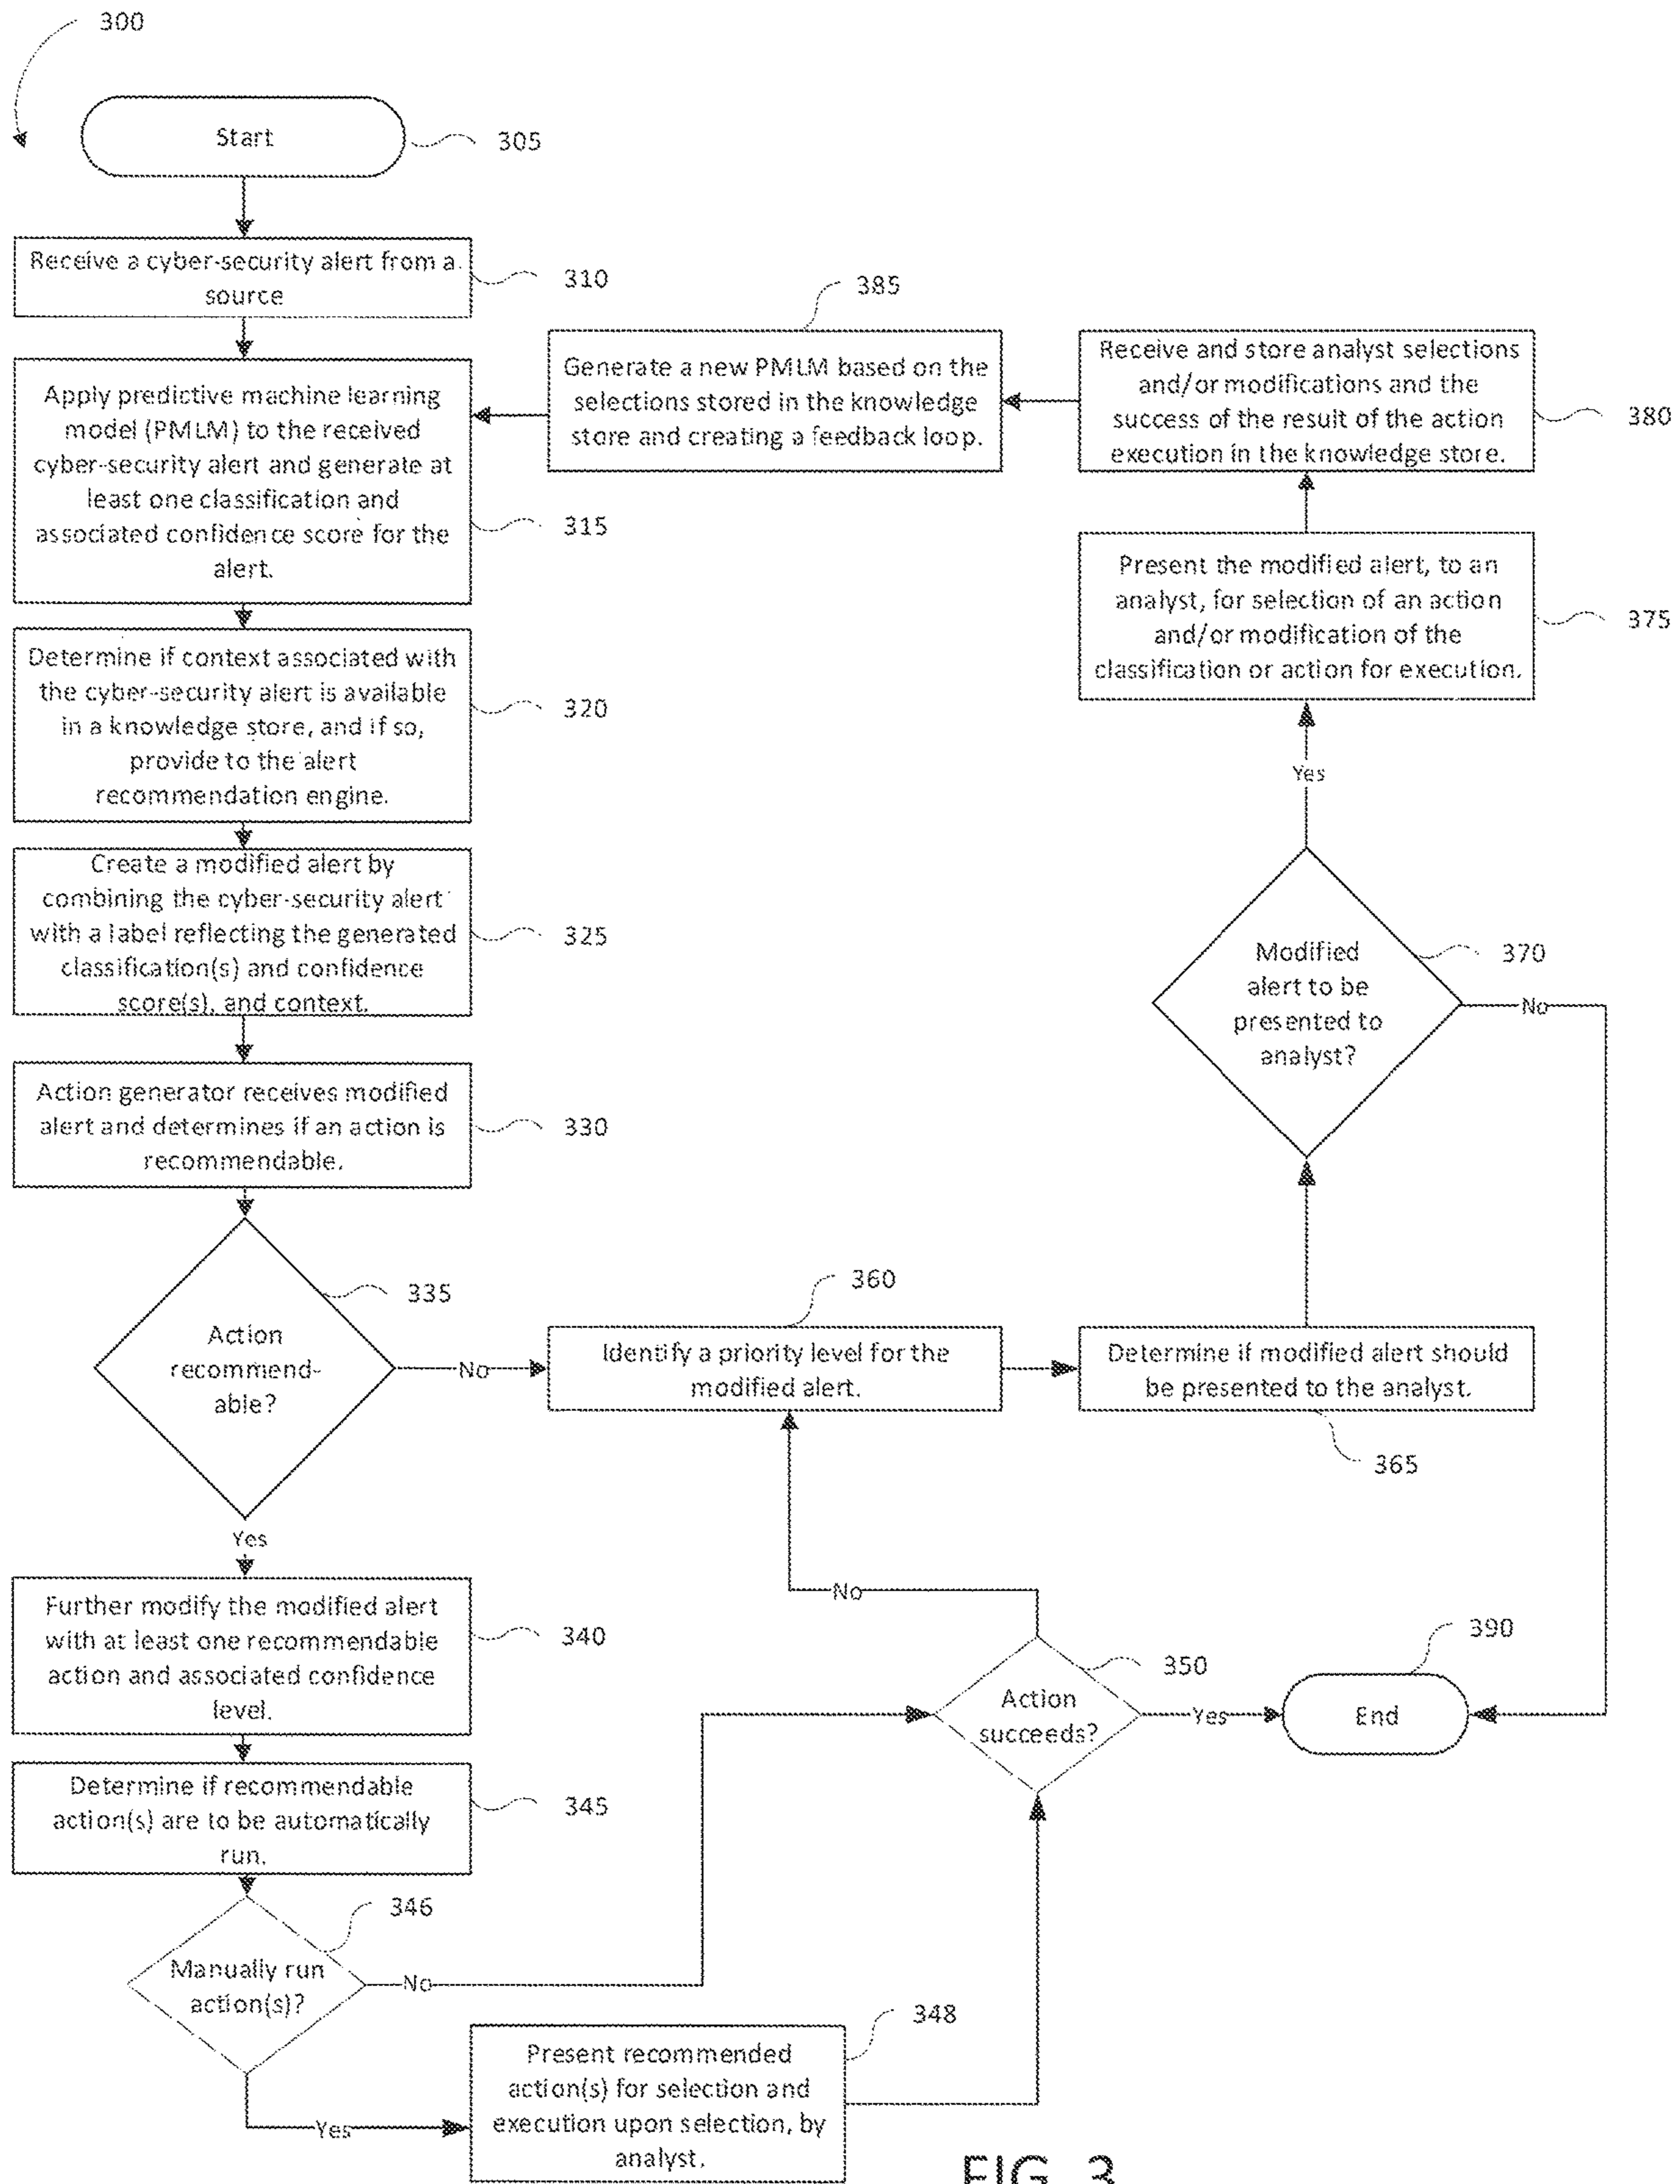 300
Start
305
Receive a cyber-security alert from a
source
310
Apply predictive machine learning
model (PMLM) to the received
cyber-security alert and generate at
least one classification and
associated confidence score for the
alert.
315
Determine if context associated with
the cyber-security alert is available
in a knowledge store, and if so,
provide to the alert
recommendation engine.
320
Create a modified alert by
combining the cyber-security alert
with a label reflecting the generated
classification(s) and confidence
score(s), and context.
325
Action generator receives modified
alert and determines if an action is
recommendable.
330
Action
recommend-
able?
335
No
Yes
Further modify the modified alert
with at least one recommendable
action and associated confidence
level.
340
Determine if recommendable
action(s) are to be automatically
run.
345
Manually run
action(s)?
346
No
Yes
Present recommended
action(s) for selection and
execution upon selection, by
analyst.
348
Action
succeeds?
350
No
Yes
End
390
Identify a priority level for the
modified alert.
360
Determine if modified alert should
be presented to the analyst.
365
Modified
alert to be
presented to
analyst?
370
No
Yes
Present the modified alert, to an
analyst, for selection of an action
and/or modification of the
classification or action for execution.
375
Receive and store analyst selections
and/or modifications and the
success of the result of the action
execution in the knowledge store.
380
Generate a new PMLM based on the
selections stored in the knowledge
store and creating a feedback loop.
385
FIG. 3